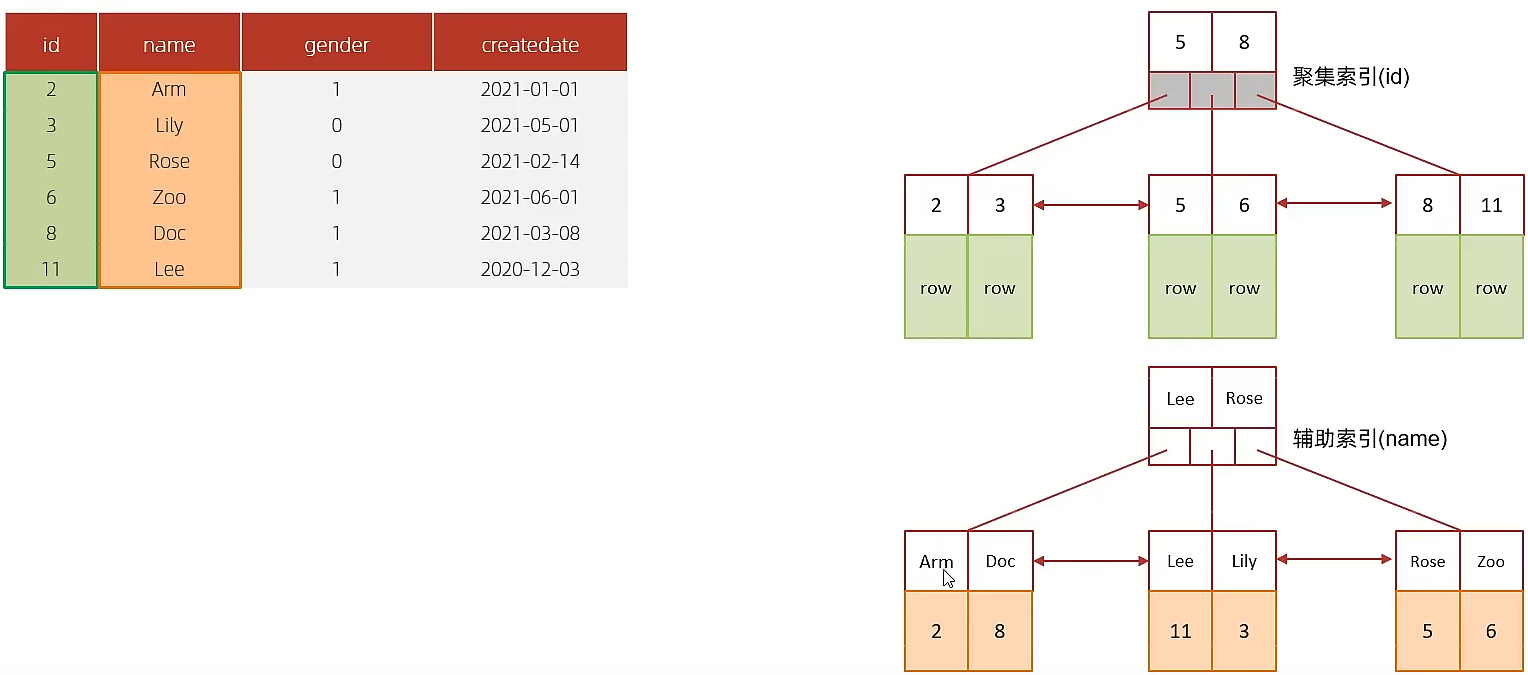 id name gender createdate
2 Arm 1 2021-01-01
3 Lily 0 2021-05-01
5 Rose 0 2021-02-14
6 Zoo 1 2021-06-01
8 Doc 1 2021-03-08
11 Lee 1 2020-12-03
5 8
聚集索引(id)
2 3 5 6 8 11
row row row row row row
Lee Rose
辅助索引(name)
Arm Doc Lee Lily Rose Zoo
2 8 11 3 5 6